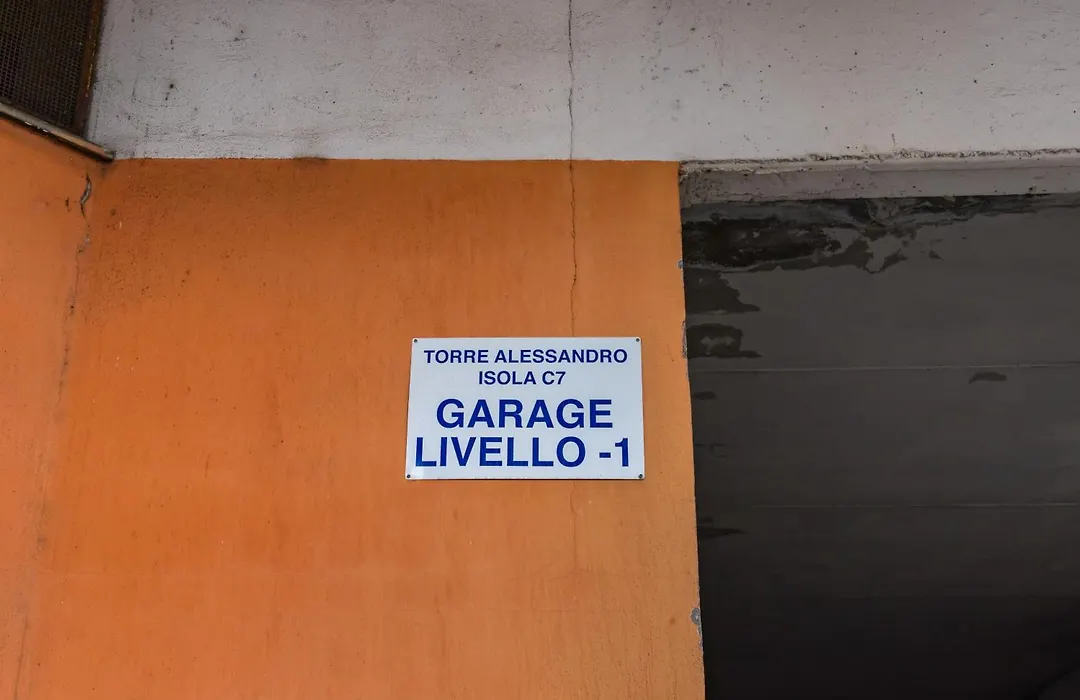 TORRE ALESSANDRO
ISOLA C7
GARAGE
LIVELLO -1